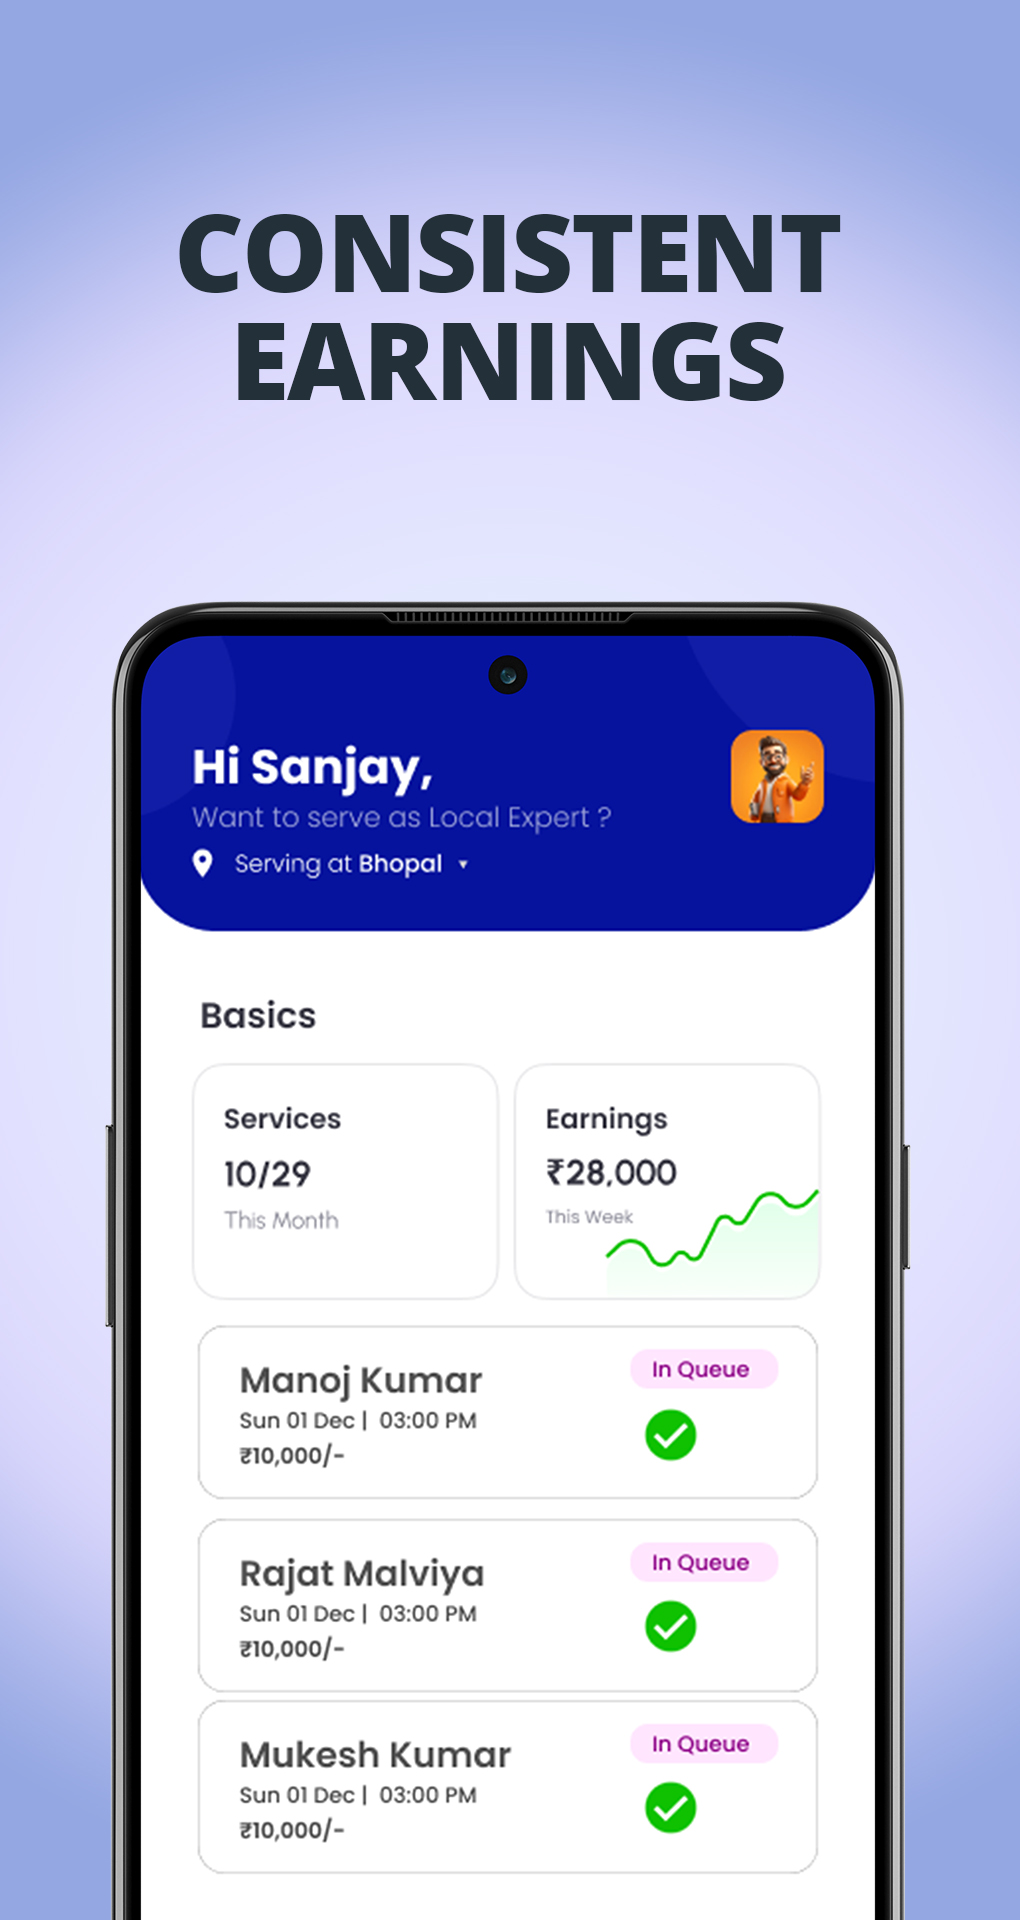 CONSISTENT
EARNINGS
Hi Sanjay,
Want to serve as Local Expert ?
Serving at Bhopal
Basics
Services
10/29
This Month
Earnings
₹28,000
This Week
Manoj Kumar
In Queue
Sun 01 Dec | 03:00 PM
₹10,000/-
Rajat Malviya
In Queue
Sun 01 Dec | 03:00 PM
₹10,000/-
Mukesh Kumar
In Queue
Sun 01 Dec | 03:00 PM
₹10,000/-